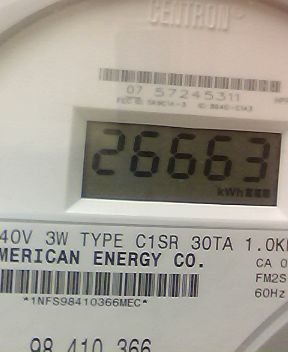 CENTRON
07 57245311
26663
kWh
40V 3W TYPE C1SR 30TA 1.0K
MERICAN ENERGY CO.
CA 0
FM2S
60Hz
*1NFS98410366MEC*
98 410 366